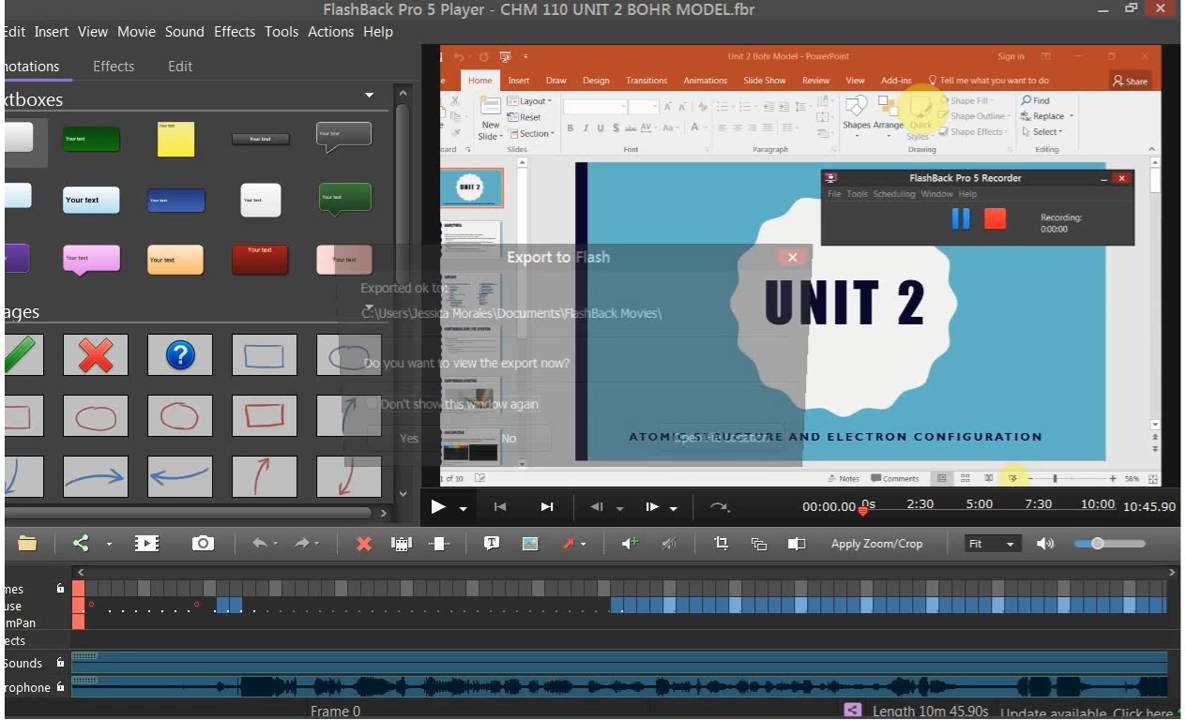 FlashBack Pro 5 Player - CHM 110 UNIT 2 BOHR MODEL.fbr
dit Insert View Movie Sound Effects Tools Actions Help
notations Effects Edit
xtboxes
Your text Your text Your text Your text
Your text Your text Your text Your text
Your text Your text Your text Your text
ages
Unit 2 Bohr Model - PowerPoint Sign in
Home Insert Draw Design Transitions Animations Slide Show Review View Add-ins Tell me what you want to do Share
New Slide Layout Reset Section
Shapes Arrange Quick Styles Shape Fill Shape Outline Shape Effects
Find Replace Select
Slides Font Paragraph Drawing Editing
FlashBack Pro 5 Recorder
File Tools Scheduling Window Help
Recording:
0:00:00
UNIT 2
UNIT 2
ATOMIC STRUCTURE AND ELECTRON CONFIGURATION
Export to Flash
Exported ok to:
C:\Users\Jessica Morales\Documents\FlashBack Movies\
Do you want to view the export now?
Don't show this window again
Yes No
1 of 10 Notes Comments 58%
00:00.00 0s 2:30 5:00 7:30 10:00 10:45.90
Apply Zoom/Crop Fit
mes
use
omPan
ects
Sounds
rophone
Frame 0 Length 10m 45.90s Update available. Click here